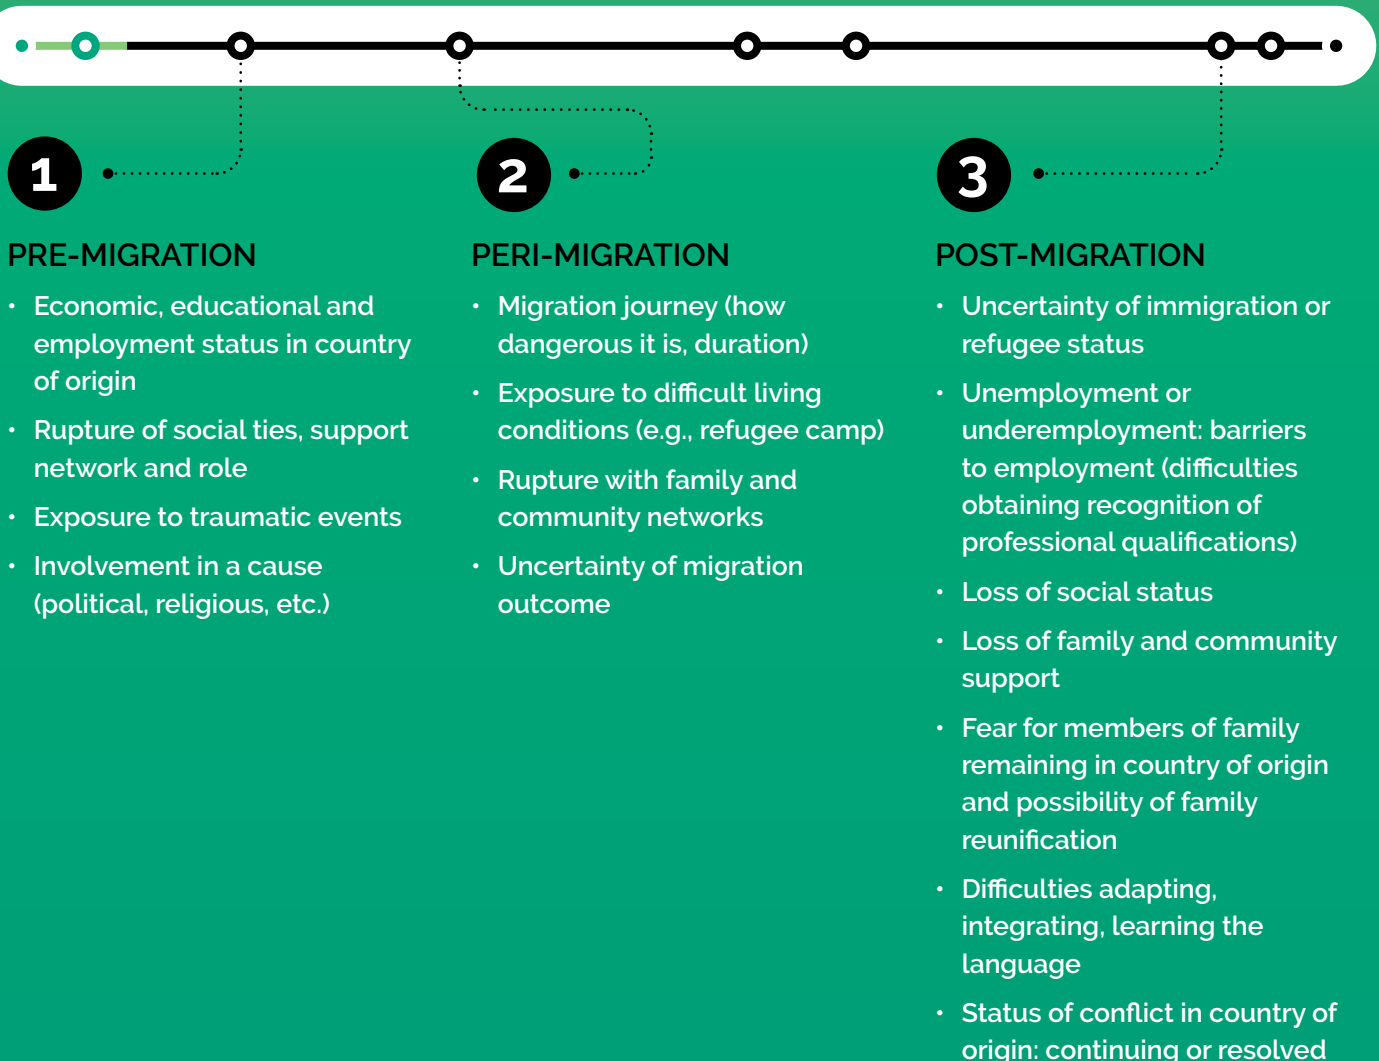 1
PRE-MIGRATION
• Economic, educational and
employment status in country
of origin
• Rupture of social ties, support
network and role
• Exposure to traumatic events
• Involvement in a cause
(political, religious, etc.)
2
PERI-MIGRATION
• Migration journey (how
dangerous it is, duration)
• Exposure to difficult living
conditions (e.g., refugee camp)
• Rupture with family and
community networks
• Uncertainty of migration
outcome
3
POST-MIGRATION
• Uncertainty of immigration or
refugee status
• Unemployment or
underemployment: barriers
to employment (difficulties
obtaining recognition of
professional qualifications)
• Loss of social status
• Loss of family and community
support
• Fear for members of family
remaining in country of origin
and possibility of family
reunification
• Difficulties adapting,
integrating, learning the
language
• Status of conflict in country of
origin: continuing or resolved